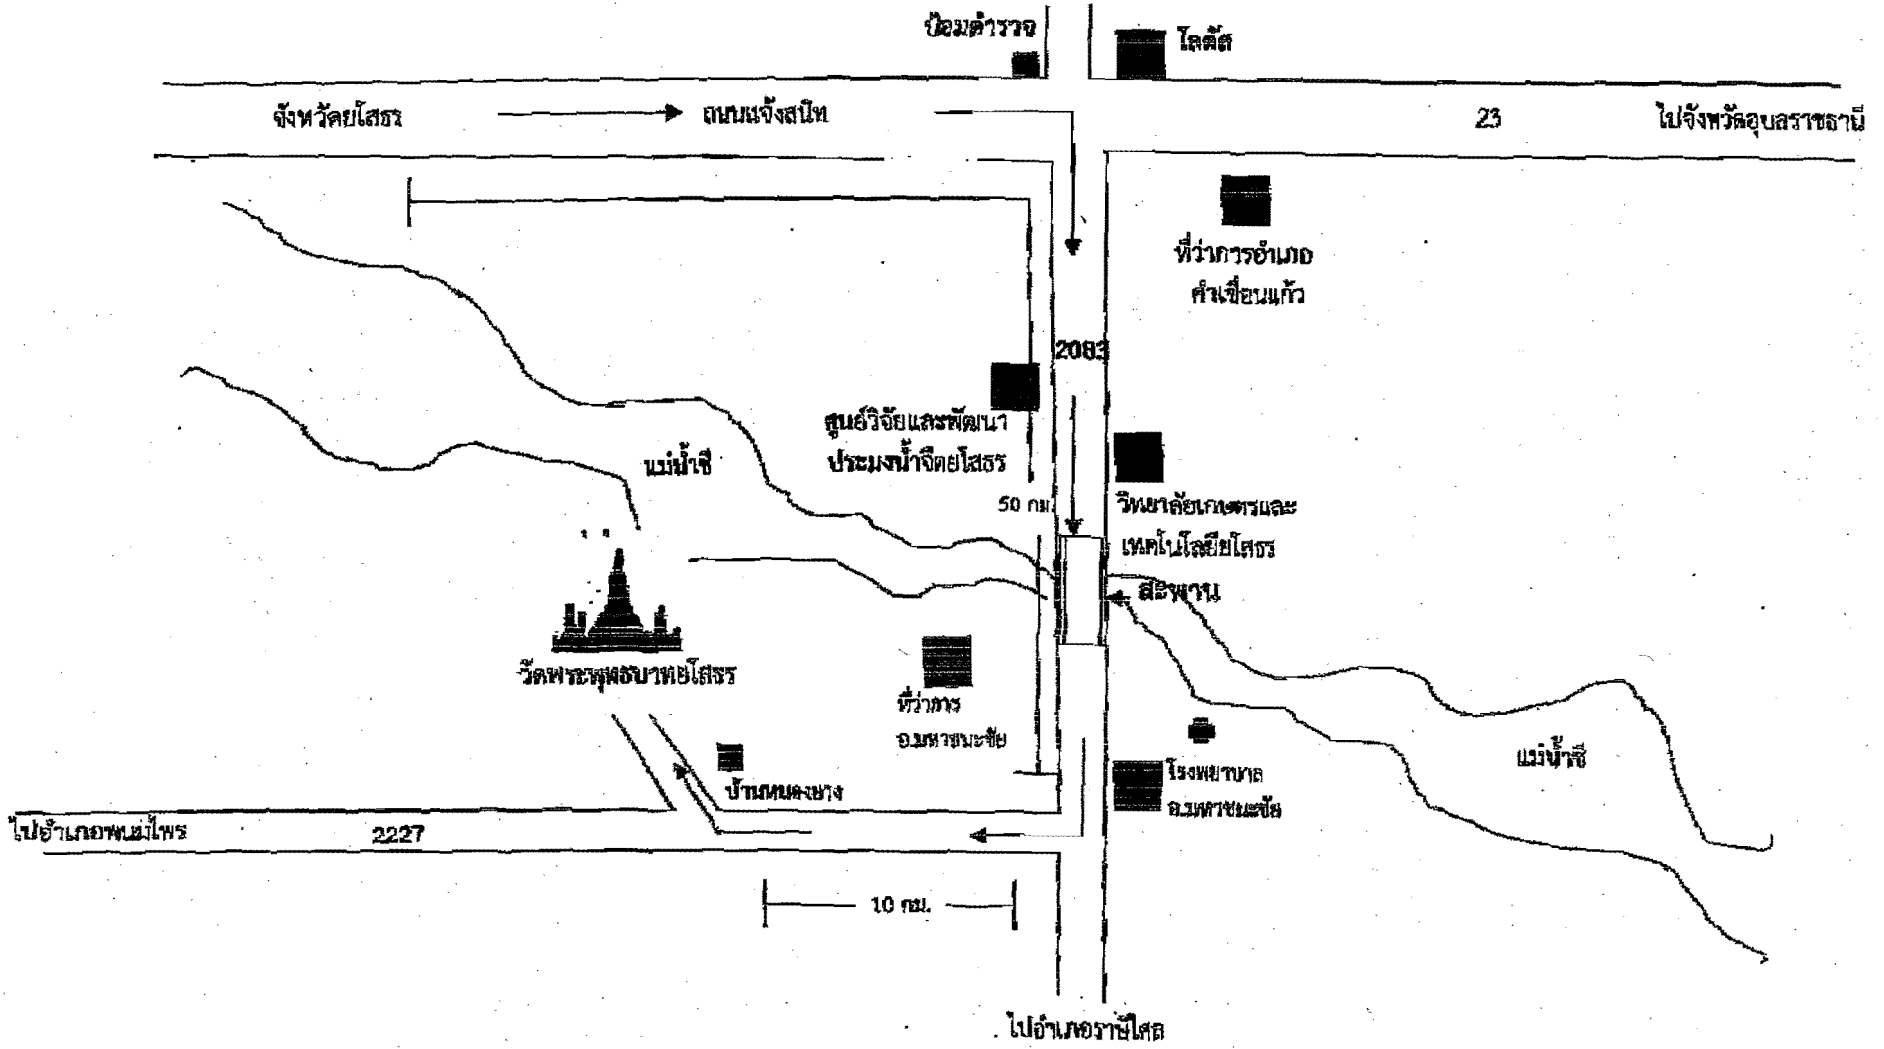 ป้อมตำรวจ
โลตัส
จังหวัดยโสธร
ถนนแจ้งสนิท
23
ไปจังหวัดอุบลราชธานี
ที่ว่าการอำเภอ
คำเขื่อนแก้ว
2083
ศูนย์วิจัยและพัฒนา
ประมงน้ำจืดยโสธร
แม่น้ำชี
50 กม.
วิทยาลัยเกษตรและ
เทคโนโลยียโสธร
สะพาน
วัดพระพุทธบาทยโสธร
ที่ว่าการ
อ.มหาชนะชัย
แม่น้ำชี
โรงพยาบาล
อ.มหาชนะชัย
บ้านหนองยาง
ไปอำเภอพนมไพร
2227
10 กม.
ไปอำเภอราษีไศล